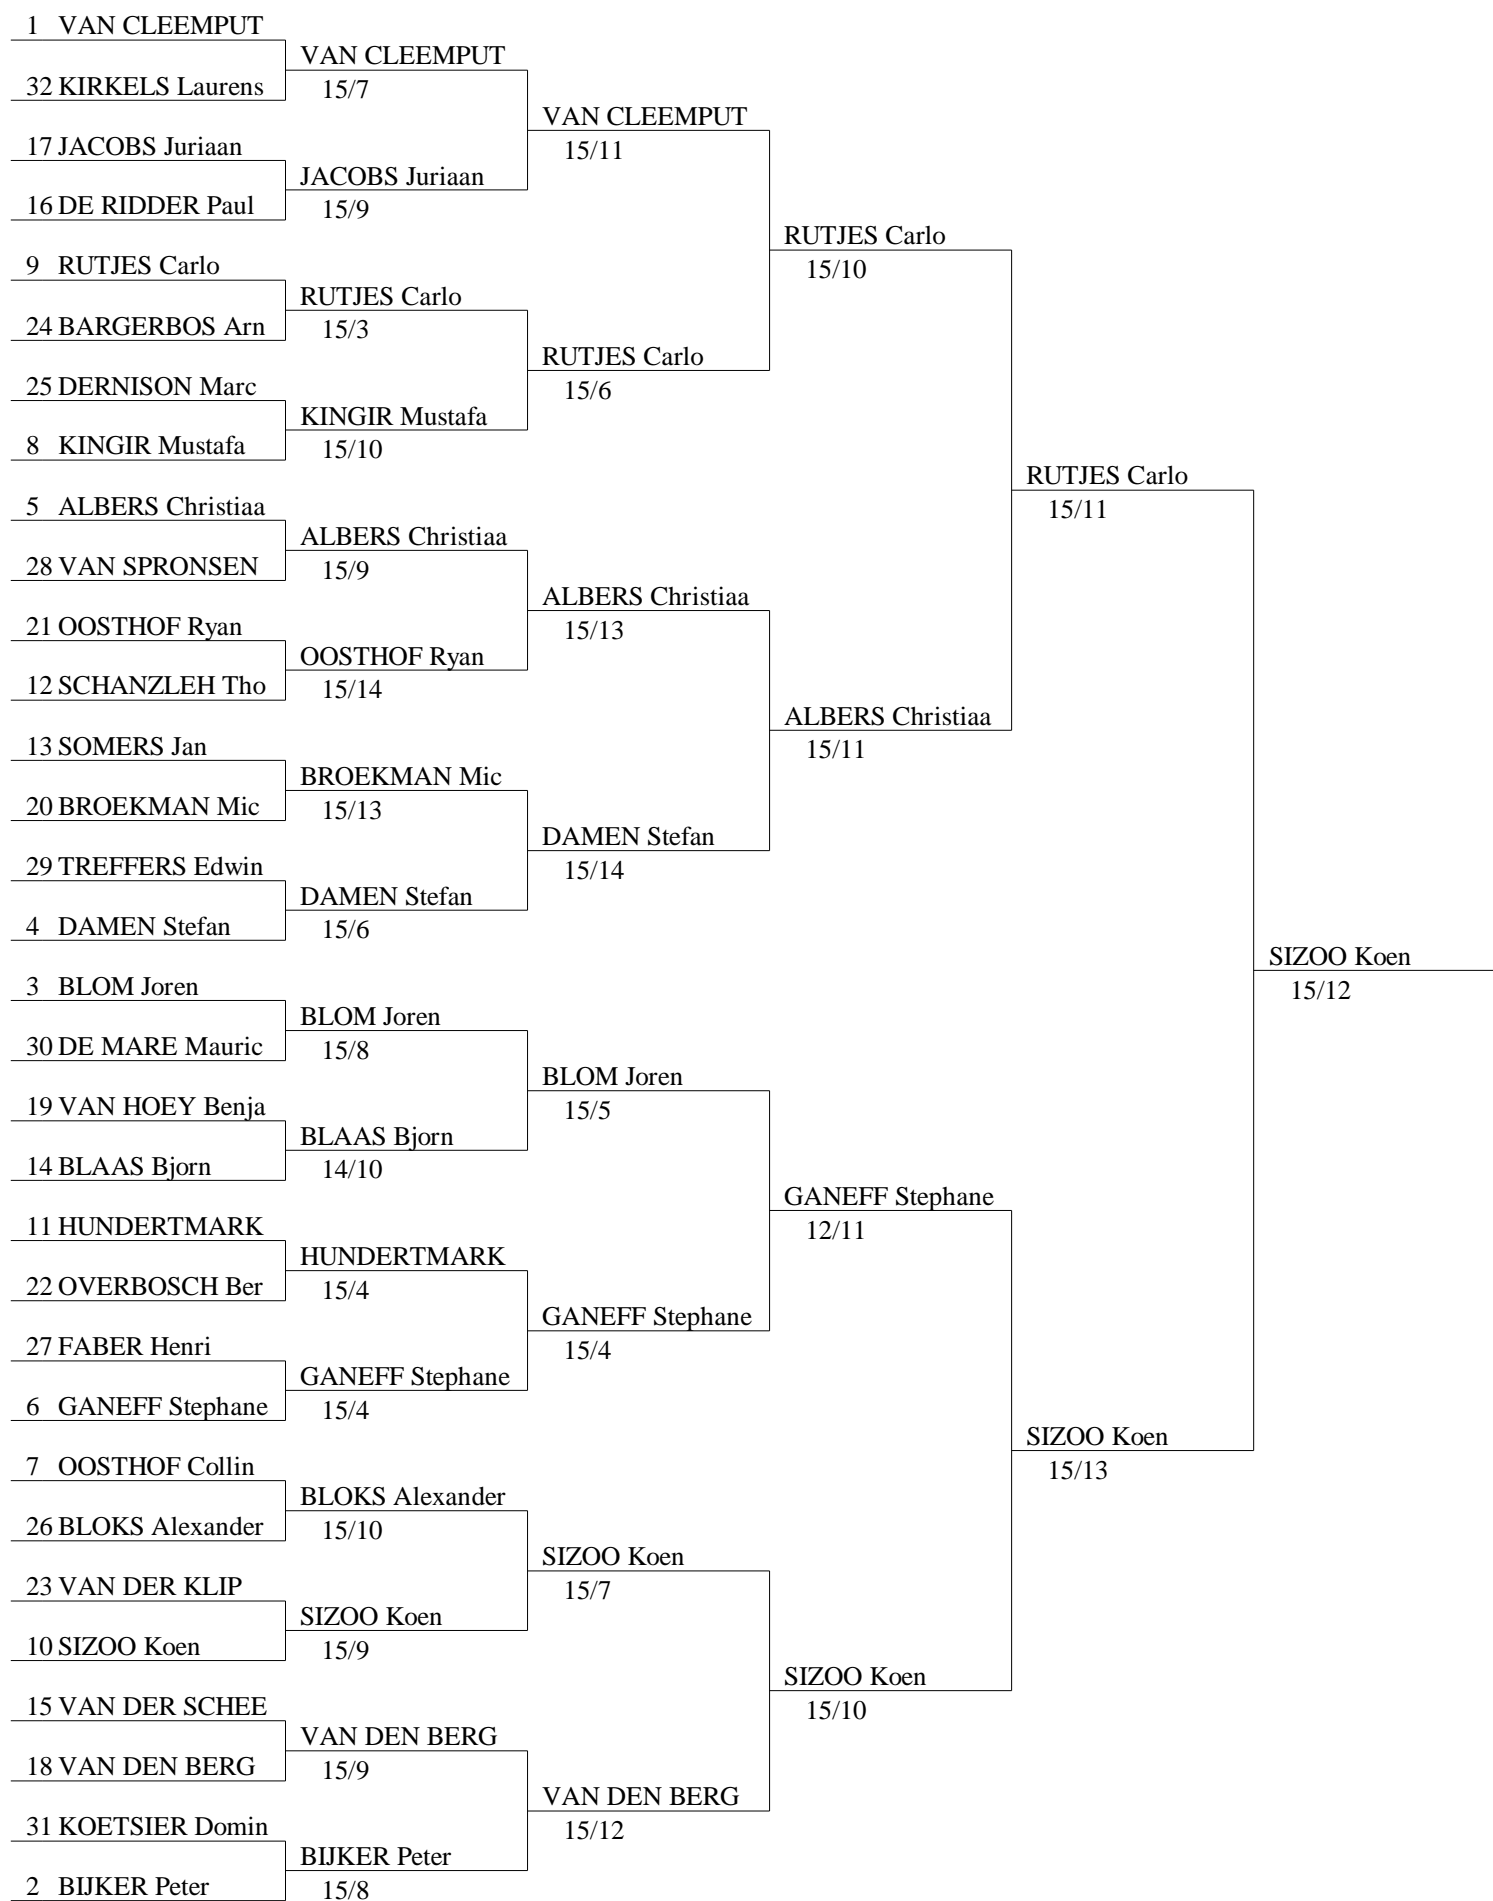 1 VAN CLEEMPUT
VAN CLEEMPUT
32 KIRKELS Laurens
15/7
VAN CLEEMPUT
17 JACOBS Juriaan
15/11
JACOBS Juriaan
16 DE RIDDER Paul
15/9
RUTJES Carlo
9 RUTJES Carlo
15/10
RUTJES Carlo
24 BARGERBOS Arn
15/3
RUTJES Carlo
25 DERNISON Marc
15/6
KINGIR Mustafa
8 KINGIR Mustafa
15/10
RUTJES Carlo
5 ALBERS Christiaa
15/11
ALBERS Christiaa
28 VAN SPRONSEN
15/9
ALBERS Christiaa
21 OOSTHOF Ryan
15/13
OOSTHOF Ryan
12 SCHANZLEH Tho
15/14
ALBERS Christiaa
13 SOMERS Jan
15/11
BROEKMAN Mic
20 BROEKMAN Mic
15/13
DAMEN Stefan
29 TREFFERS Edwin
15/14
DAMEN Stefan
4 DAMEN Stefan
15/6
SIZOO Koen
3 BLOM Joren
15/12
BLOM Joren
30 DE MARE Mauric
15/8
BLOM Joren
19 VAN HOEY Benja
15/5
BLAAS Bjorn
14 BLAAS Bjorn
14/10
GANEFF Stephane
11 HUNDERTMARK
12/11
HUNDERTMARK
22 OVERBOSCH Ber
15/4
GANEFF Stephane
27 FABER Henri
15/4
GANEFF Stephane
6 GANEFF Stephane
15/4
SIZOO Koen
7 OOSTHOF Collin
15/13
BLOKS Alexander
26 BLOKS Alexander
15/10
SIZOO Koen
23 VAN DER KLIP
15/7
SIZOO Koen
10 SIZOO Koen
15/9
SIZOO Koen
15 VAN DER SCHEE
15/10
VAN DEN BERG
18 VAN DEN BERG
15/9
VAN DEN BERG
31 KOETSIER Domin
15/12
BIJKER Peter
2 BIJKER Peter
15/8